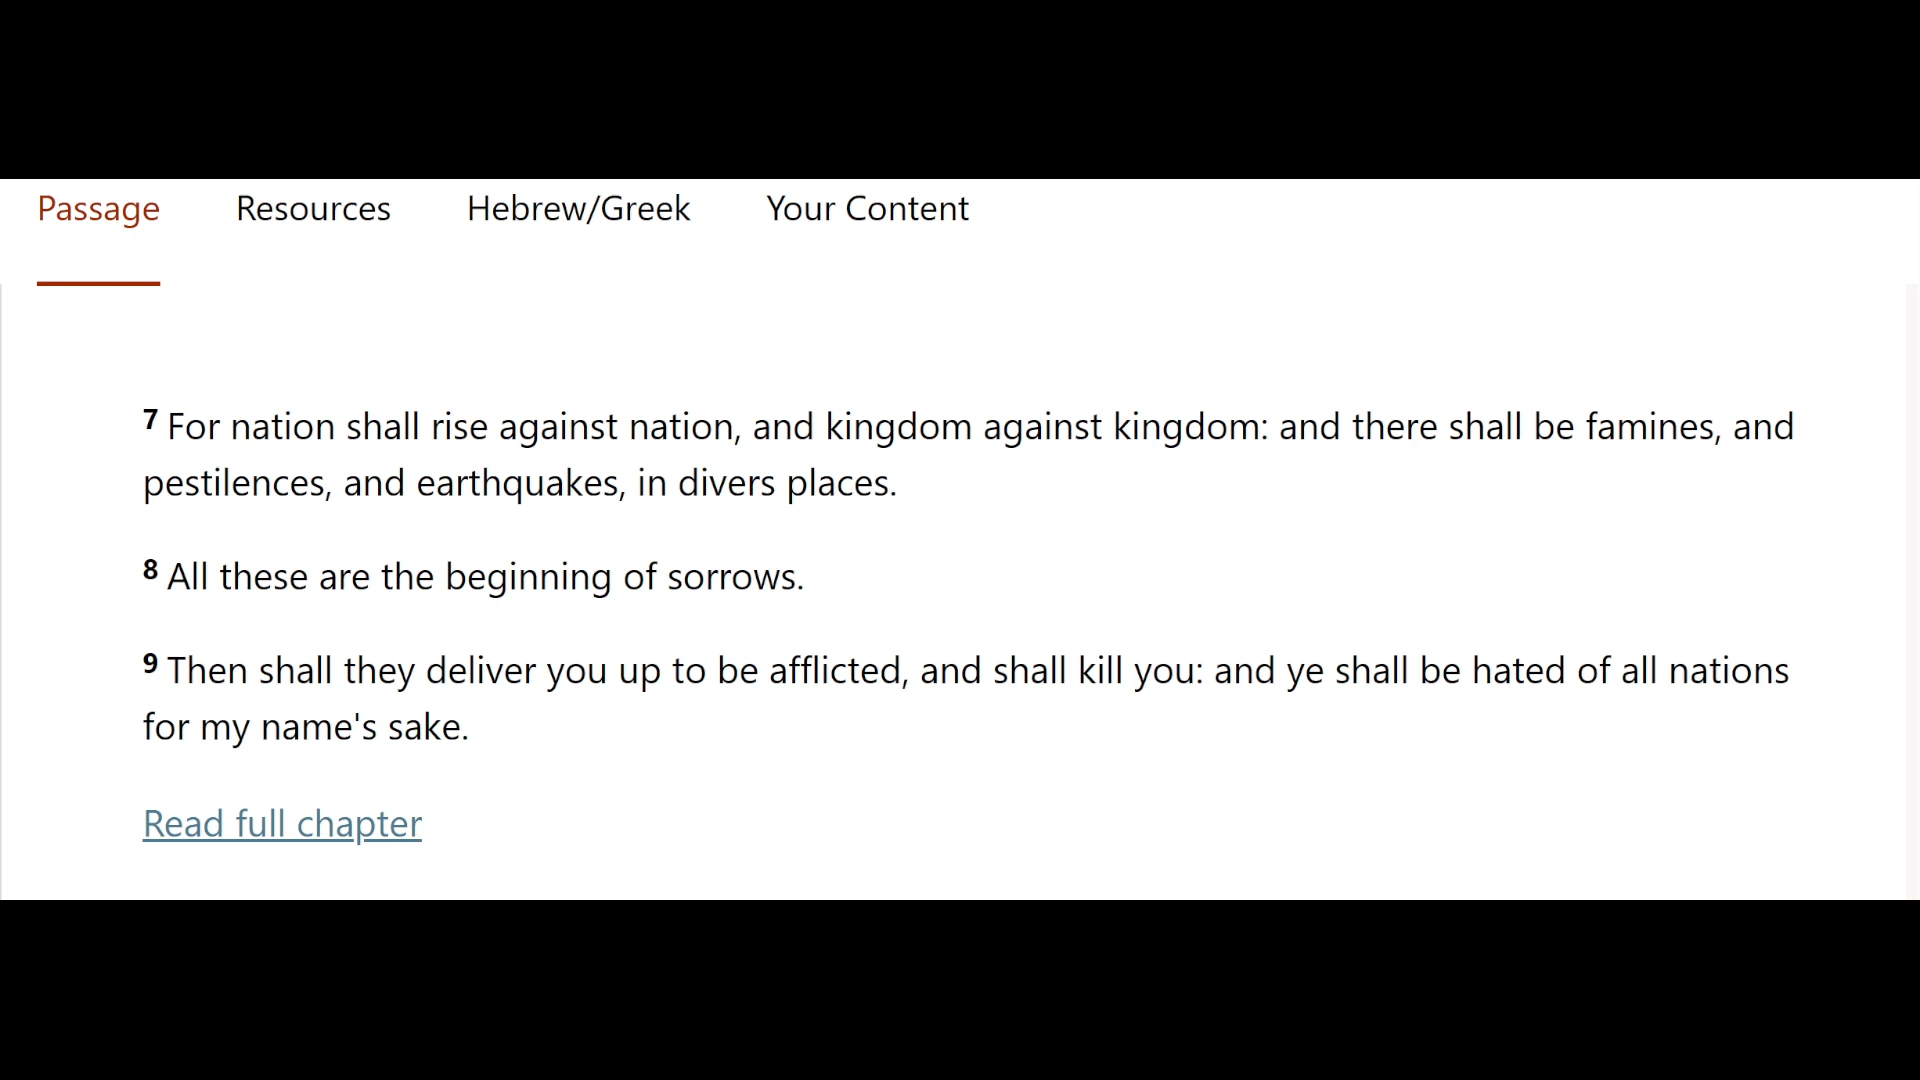 Passage Resources Hebrew/Greek Your Content
7 For nation shall rise against nation, and kingdom against kingdom: and there shall be famines, and
pestilences, and earthquakes, in divers places.
8 All these are the beginning of sorrows.
9 Then shall they deliver you up to be afflicted, and shall kill you: and ye shall be hated of all nations
for my name's sake.
Read full chapter